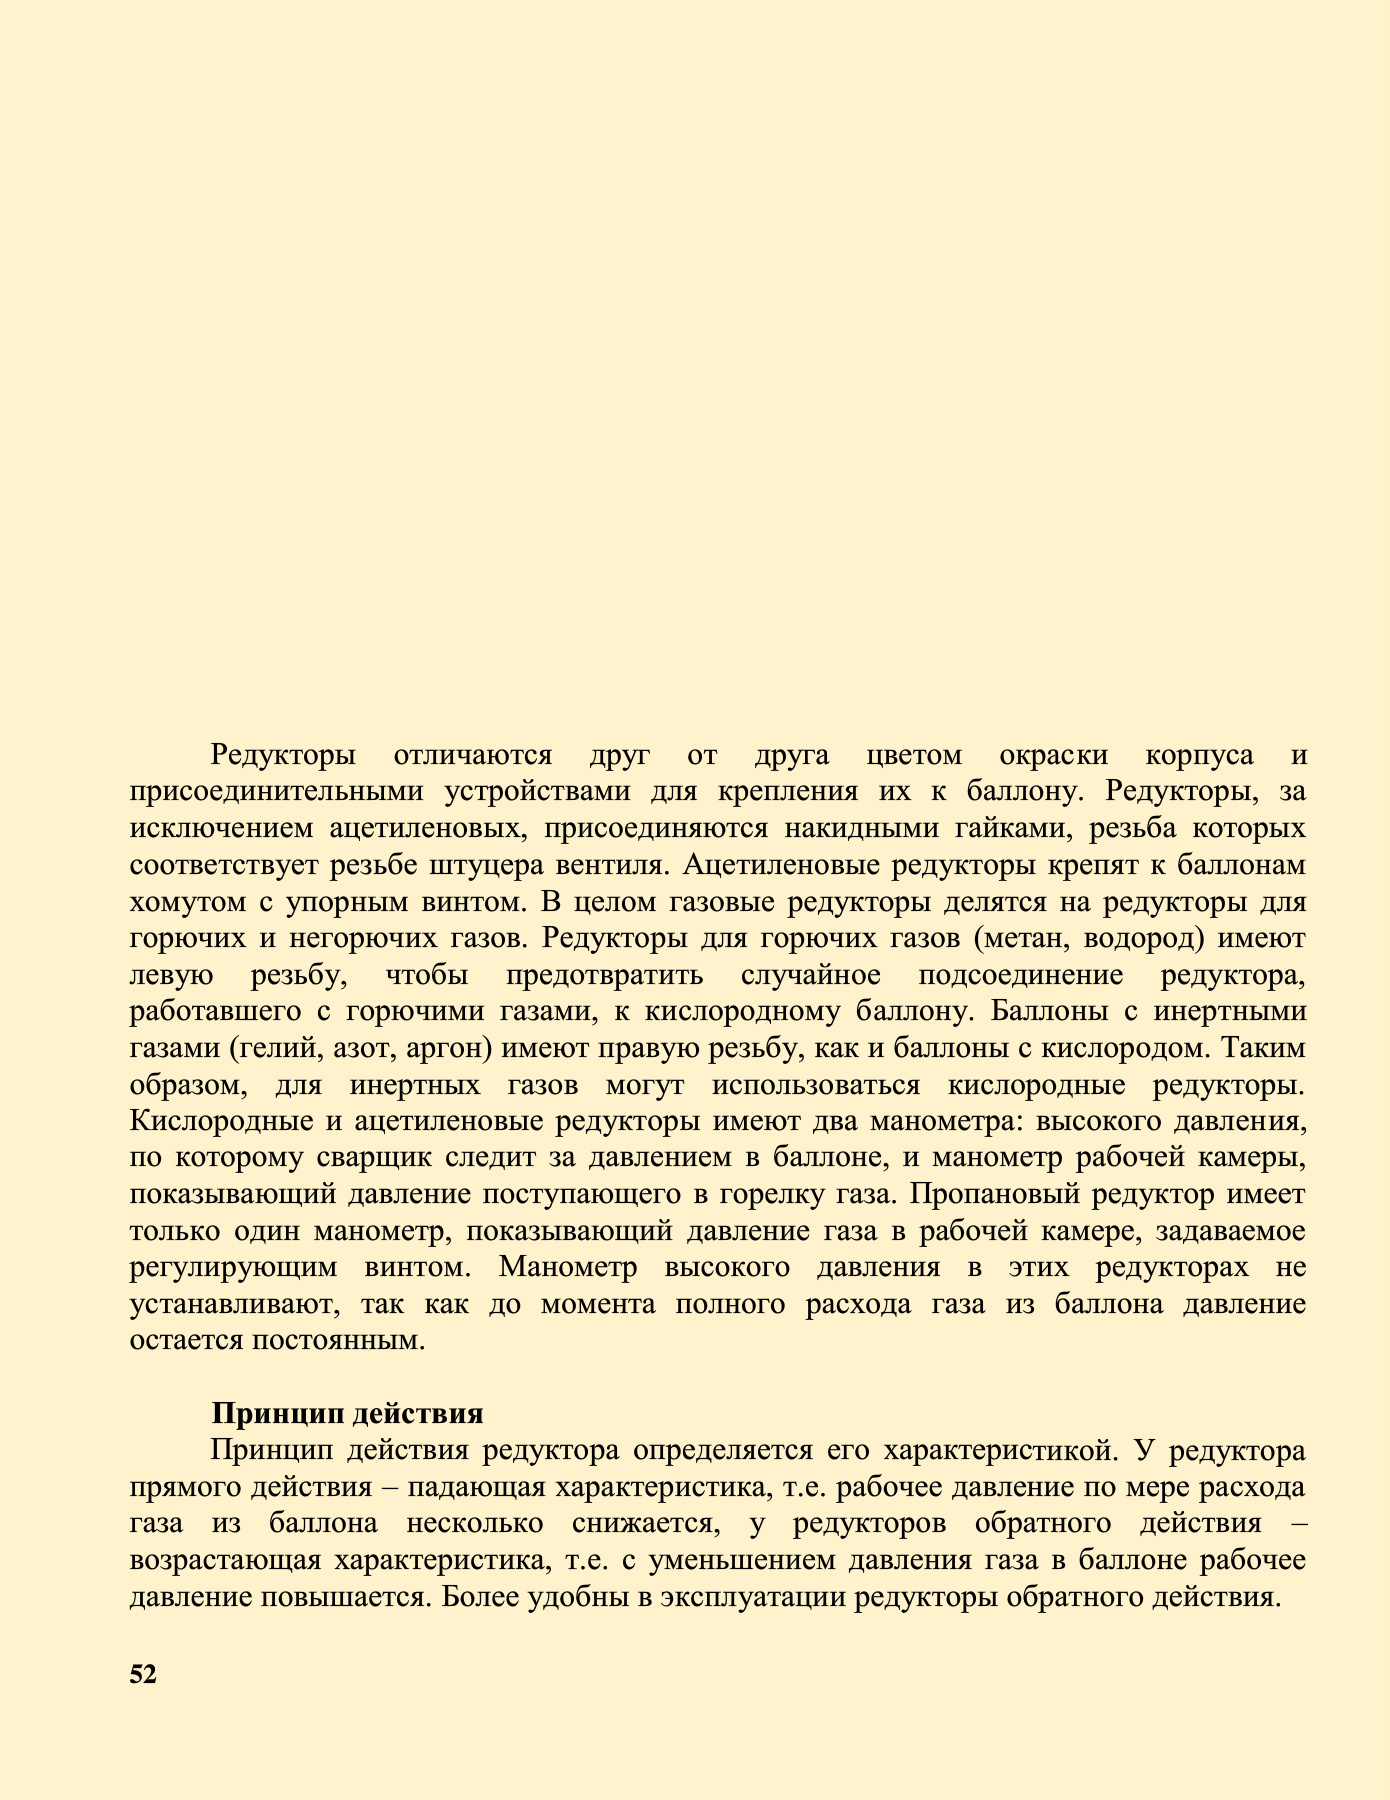 Редукторы отличаются друг от друга цветом окраски корпуса и
присоединительными устройствами для крепления их к баллону. Редукторы, за
исключением ацетиленовых, присоединяются накидными гайками, резьба которых
соответствует резьбе штуцера вентиля. Ацетиленовые редукторы крепят к баллонам
хомутом с упорным винтом. В целом газовые редукторы делятся на редукторы для
горючих и негорючих газов. Редукторы для горючих газов (метан, водород) имеют
левую резьбу, чтобы предотвратить случайное подсоединение редуктора,
работавшего с горючими газами, к кислородному баллону. Баллоны с инертными
газами (гелий, азот, аргон) имеют правую резьбу, как и баллоны с кислородом. Таким
образом, для инертных газов могут использоваться кислородные редукторы.
Кислородные и ацетиленовые редукторы имеют два манометра: высокого давления,
по которому сварщик следит за давлением в баллоне, и манометр рабочей камеры,
показывающий давление поступающего в горелку газа. Пропановый редуктор имеет
только один манометр, показывающий давление газа в рабочей камере, задаваемое
регулирующим винтом. Манометр высокого давления в этих редукторах не
устанавливают, так как до момента полного расхода газа из баллона давление
остается постоянным.
Принцип действия
Принцип действия редуктора определяется его характеристикой. У редуктора
прямого действия – падающая характеристика, т.е. рабочее давление по мере расхода
газа из баллона несколько снижается, у редукторов обратного действия –
возрастающая характеристика, т.е. с уменьшением давления газа в баллоне рабочее
давление повышается. Более удобны в эксплуатации редукторы обратного действия.
52